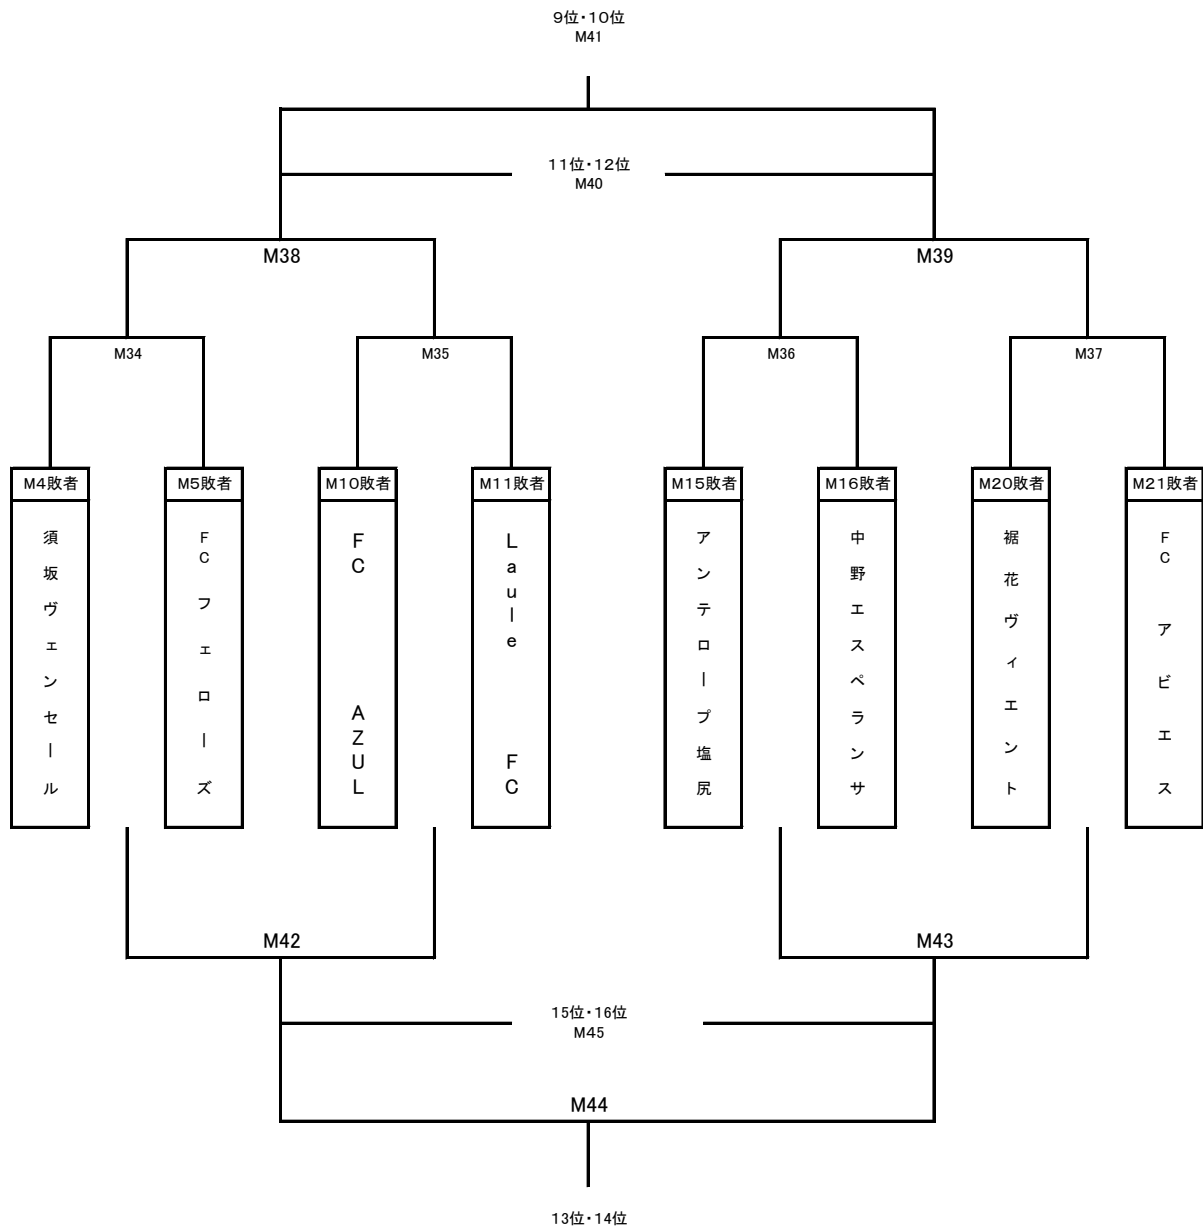 9位・10位
M41
11位・12位
M40
M38
M39
M34
M35
M36
M37
M4敗者
M5敗者
M10敗者
M11敗者
M15敗者
M16敗者
M20敗者
M21敗者
須坂ヴェンセール
FC フェローズ
FC AZUL
Laule FC
アンテロープ塩尻
中野エスペランサ
裾花ヴィエント
FC アビエス
M42
M43
15位・16位
M45
M44
13位・14位